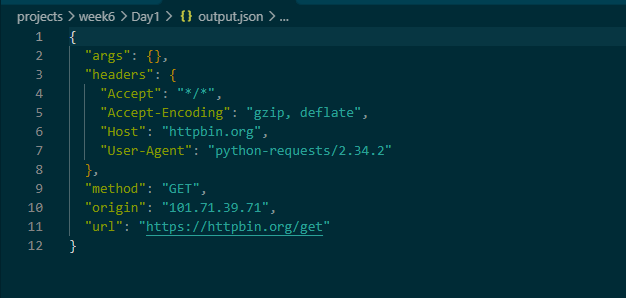 projects > week6 > Day1 > {} output.json > ...
1 {
2   "args": {},
3   "headers": {
4     "Accept": "*/*",
5     "Accept-Encoding": "gzip, deflate",
6     "Host": "httpbin.org",
7     "User-Agent": "python-requests/2.34.2"
8   },
9   "method": "GET",
10   "origin": "101.71.39.71",
11   "url": "https://httpbin.org/get"
12 }